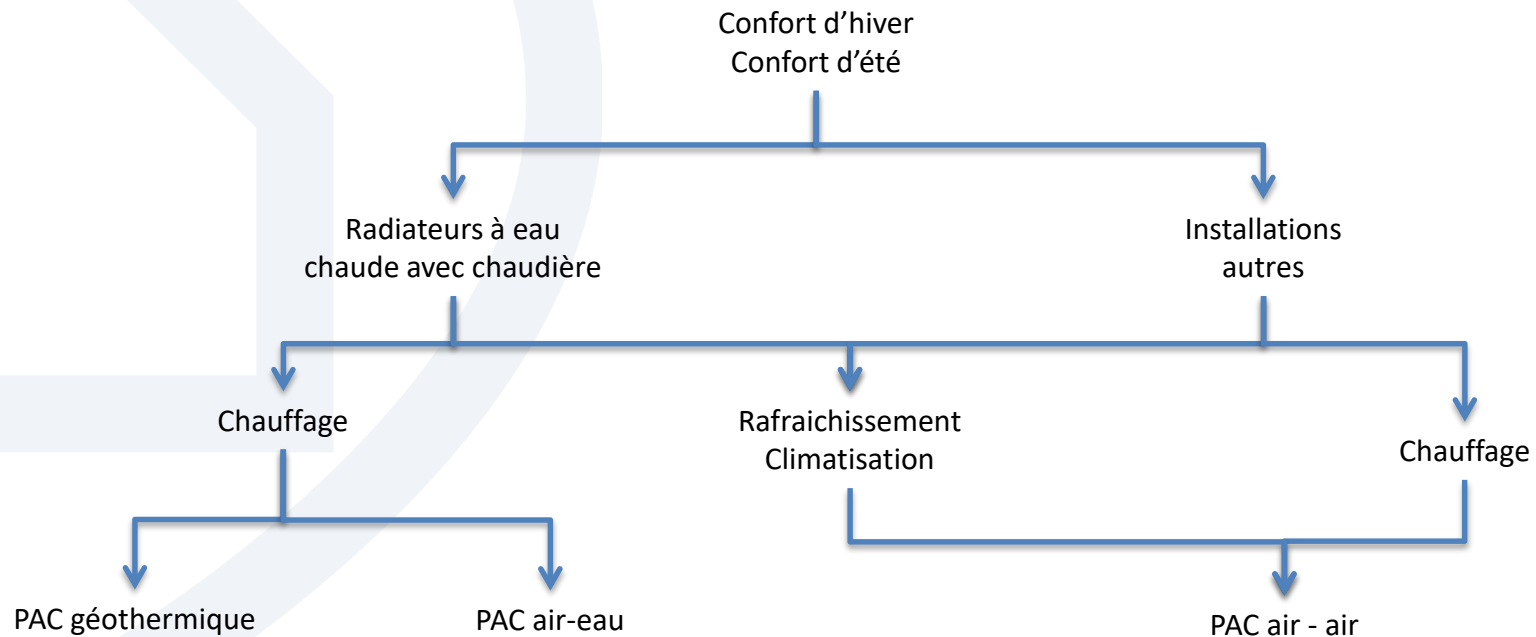 Confort d’hiver
Confort d’été
Radiateurs à eau
chaude avec chaudière
Installations
autres
Chauffage
Rafraichissement
Climatisation
Chauffage
PAC géothermique
PAC air-eau
PAC air - air